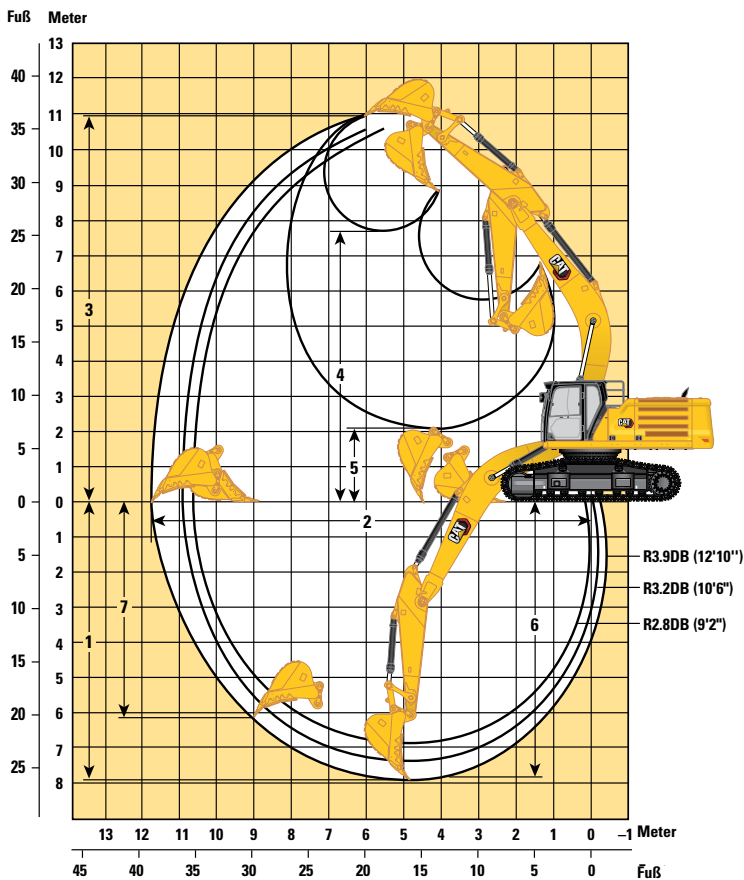 Fuß Meter
13
40 12
35 11
10
30 9
8
25 7
20 6
3 5
15 4 4
10 3
5 2
1 5
0 0
2
5 1
R3.9DB (12'10'')
2
R3.2DB (10'6")
10 3 7 6
R2.8DB (9'2")
1 4
15 5
20 6
7
25 8
13 12 11 10 9 8 7 6 5 4 3 2 1 0 –1 Meter
45 40 35 30 25 20 15 10 5 0 Fuß
CAT
CAT
CAT